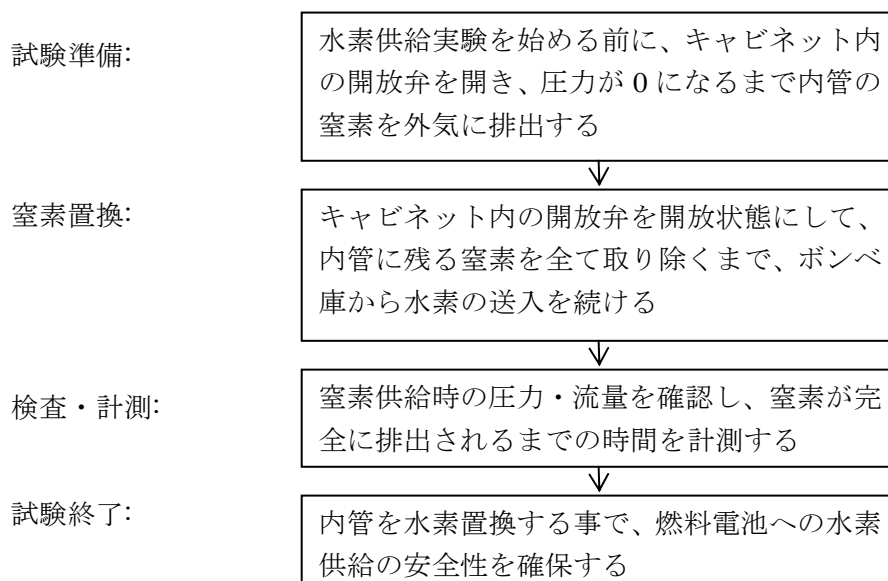 試験準備:
水素供給実験を始める前に、キャビネット内
の開放弁を開き、圧力が 0 になるまで内管の
窒素を外気に排出する
窒素置換:
キャビネット内の開放弁を開放状態にして、
内管に残る窒素を全て取り除くまで、ボンベ
庫から水素の送入を続ける
検査・計測:
窒素供給時の圧力・流量を確認し、窒素が完
全に排出されるまでの時間を計測する
試験終了:
内管を水素置換する事で、燃料電池への水素
供給の安全性を確保する